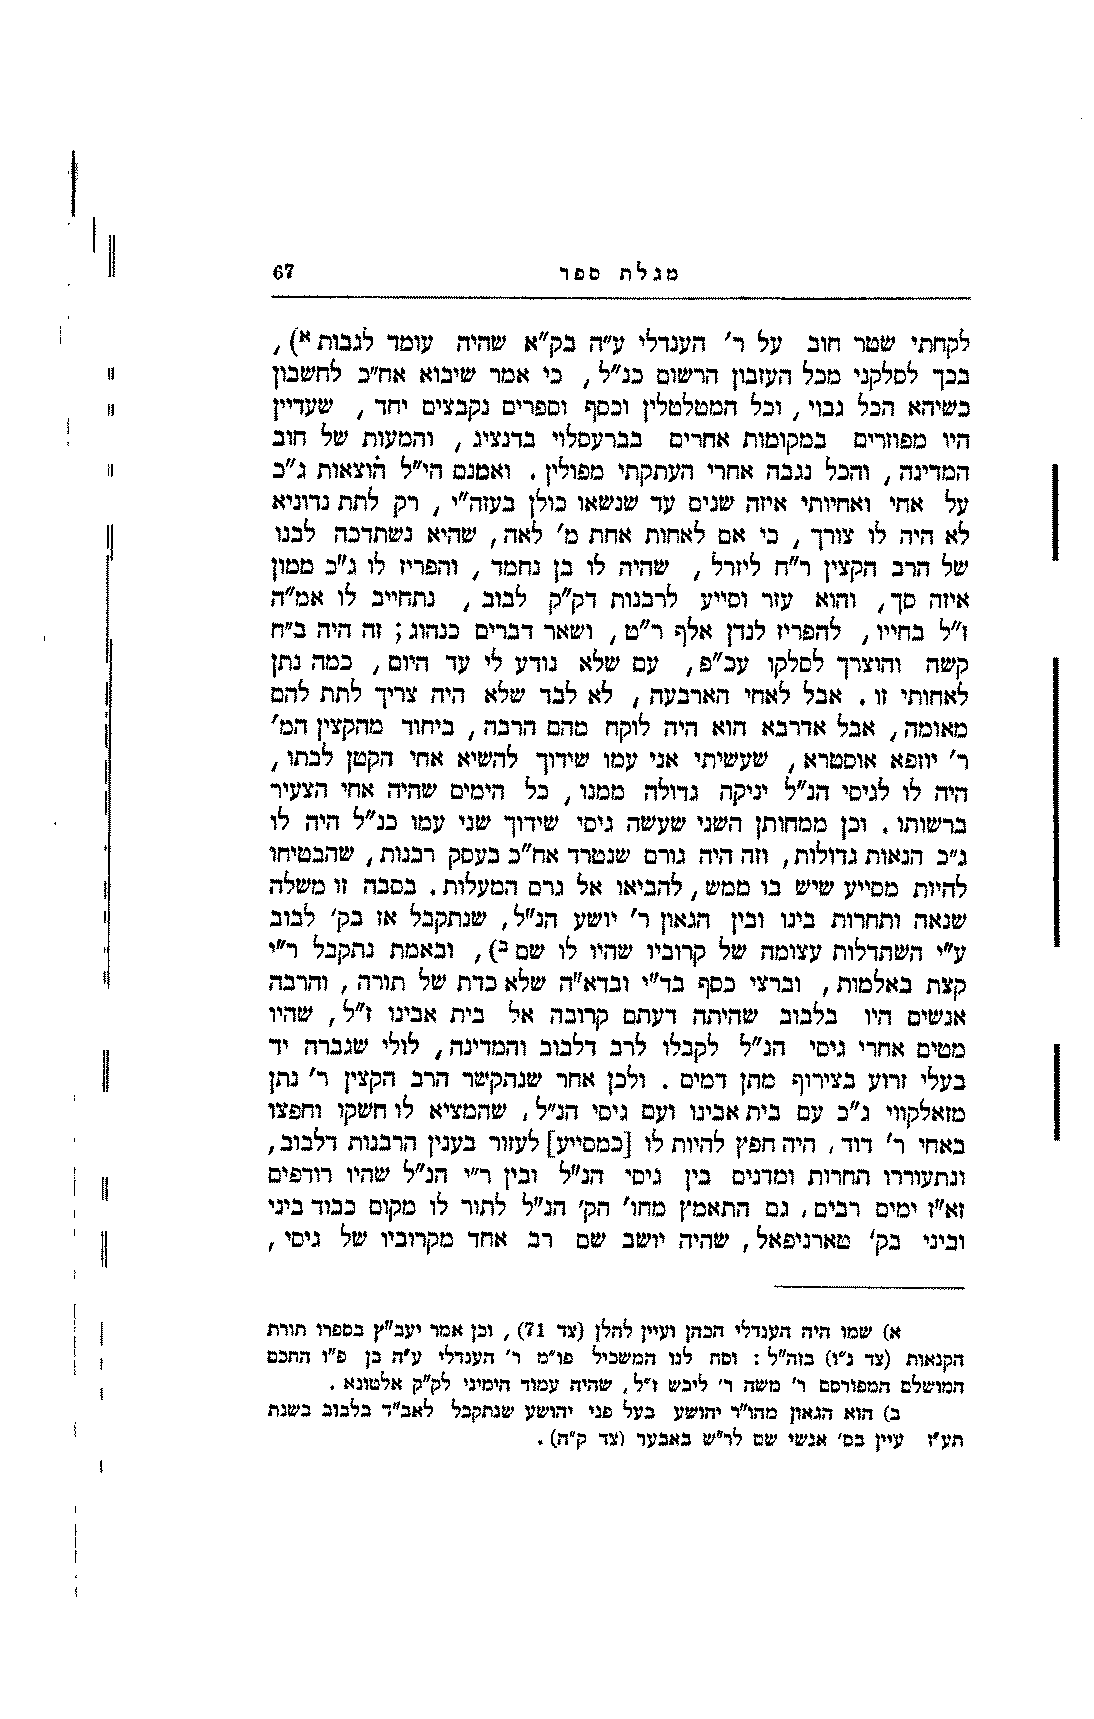 מגלת ספר 67
לקחתי שטר חוב על ר' הענדלי ע"ה בק"א שהיה עומד לגבות א),
בכך לסלקני מכל העזבון הרשום כנ"ל, כי אמר שיבוא אח"כ לחשבון
כשיהא הכל גבוי, וכל המטלטלין וכסף וספרים נקבצים יחד, שעדיין
היו מפוזרים במקומות אחרים בברעסלוי בדנציג, והמעות של חוב
המדינה, והכל נגבה אחרי העתקתי מפולין. ואמנם הי"ל הוצאות ג"כ
על אחי ואחיותי איזה שנים עד שנשאו כולן בעזה"י, רק לתת נדוניא
לא היה לו צורך, כי אם לאחות אחת מ' לאה, שהיא נשתדכה לבנו
של הרב הקצין ר"ח ליזרל, שהיה לו בן נחמד, והפריז לו ג"כ ממון
איזה סך, והוא עזר וסייע לרבנות דק"ק לבוב, נתחייב לו אמ"ה
ז"ל בחייו, להפריז לנדן אלף ר"ט, ושאר דברים כנהוג; זה היה ב"ח
קשה והוצרך לסלקו עכ"פ, עם שלא נודע לי עד היום, כמה נתן
לאחותי זו. אבל לאחי הארבעה, לא לבד שלא היה צריך לתת להם
מאומה, אבל אדרבא הוא היה לוקח מהם הרבה, ביחוד מהקצין המ'
ר' יוזפא אוסטרא, שעשיתי אני עמו שידוך להשיא אחי הקטן לבתו,
היה לו לגיסי הנ"ל יניקה גדולה ממנו, כל הימים שהיה אחי הצעיר
ברשותו. וכן ממחותן השני שעשה גיסי שידוך שני עמו כנ"ל היה לו
ג"כ הנאות גדולות, וזה היה גורם שנטרד אח"כ בעסק רבנות, שהבטיחו
להיות מסייע שיש בו ממש, להביאו אל גרם המעלות. בסבה זו משלה
שנאה ותחרות בינו ובין הגאון ר' יושע הנ"ל, שנתקבל אז בק' לבוב
ע"י השתדלות עצומה של קרוביו שהיו לו שם ב), ובאמת נתקבל ר"י
קצת באלמות, וברצי כסף בד"י ובדא"ה שלא כדת של תורה, והרבה
אנשים היו בלבוב שהיתה דעתם קרובה אל בית אבינו ז"ל, שהיו
מטים אחרי גיסי הנ"ל לקבלו לרב דלבוב והמדינה, לולי שגברה יד
בעלי זרוע בצירוף מתן דמים. ולכן אחר שנתקשר הרב הקצין ר' נתן
מזאלקווי ג"כ עם בית אבינו ועם גיסי הנ"ל, שהמציא לו חשקו וחפצו
באחי ר' דוד, היה חפץ להיות לו [כמסייע] לעזור בענין הרבנות דלבוב,
ונתעוררו תחרות ומדנים בין גיסי הנ"ל ובין ר"י הנ"ל שהיו רודפים
זא"ז ימים רבים, גם התאמץ מחו' הק' הנ"ל לתור לו מקום כבוד ביני
וביני בק' טארניפאל, שהיה יושב שם רב אחד מקרוביו של גיסי,
א) שמו היה הענדלי הכהן ועיין להלן (צד 71), וכן אמר יעב"ץ בספרו תורת
הקנאות (צד נ"ו) בזה"ל: וסח לנו המשכיל פו"מ ר' הענדלי ע"ה בן פ"ו החכם
המושלם המפורסם ר' משה ר' ליבש ז"ל, שהיה עמוד הימיני לק"ק אלטונא.
ב) הוא הגאון מהו"ר יהושע בעל פני יהושע שנתקבל לאב"ד בלבוב בשנת
תע"ז עיין בס' אנשי שם לר"ש באבער (צד ק"ה).